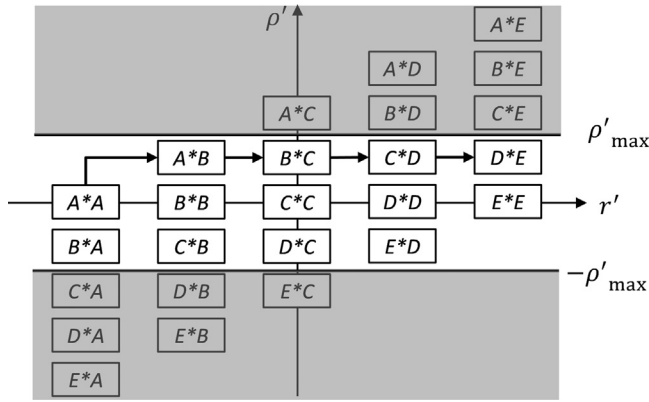 ρ′ A*E
A*D B*E
A*C B*D C*E
ρ′max
A*B B*C C*D D*E
A*A B*B C*C D*D E*E r′
B*A C*B D*C E*D
−ρ′max
C*A D*B E*C
D*A E*B
E*A